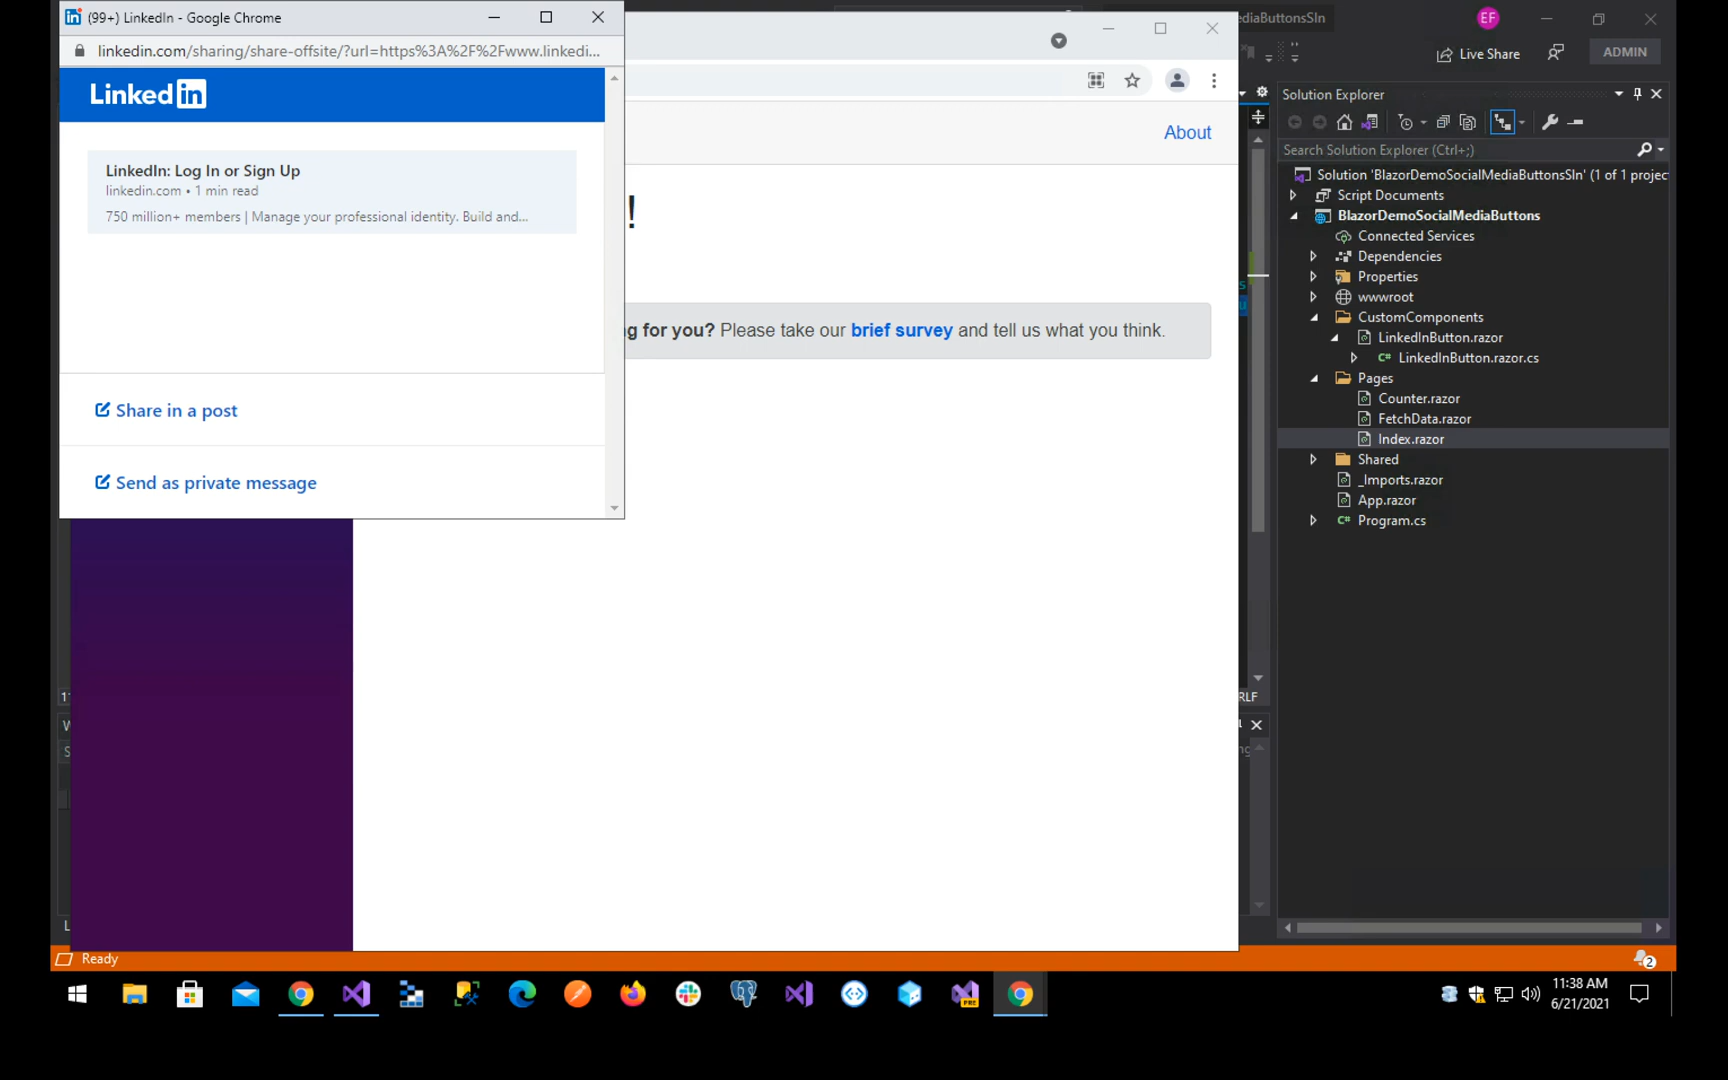 (99+) LinkedIn - Google Chrome
linkedin.com/sharing/share-offsite/?url=https%3A%2F%2Fwww.linkedi...
LinkedIn
LinkedIn: Log In or Sign Up
linkedin.com • 1 min read
750 million+ members | Manage your professional identity. Build and...
Share in a post
Send as private message
About
!
g for you? Please take our brief survey and tell us what you think.
ediaButtonsSln
EF
Live Share
ADMIN
Solution Explorer
Search Solution Explorer (Ctrl+;)
Solution 'BlazorDemoSocialMediaButtonsSln' (1 of 1 projec
Script Documents
BlazorDemoSocialMediaButtons
Connected Services
Dependencies
Properties
wwwroot
CustomComponents
LinkedInButton.razor
C# LinkedInButton.razor.cs
Pages
Counter.razor
FetchData.razor
Index.razor
Shared
_Imports.razor
App.razor
C# Program.cs
RLF
Ready
2
PRE
11:38 AM
6/21/2021